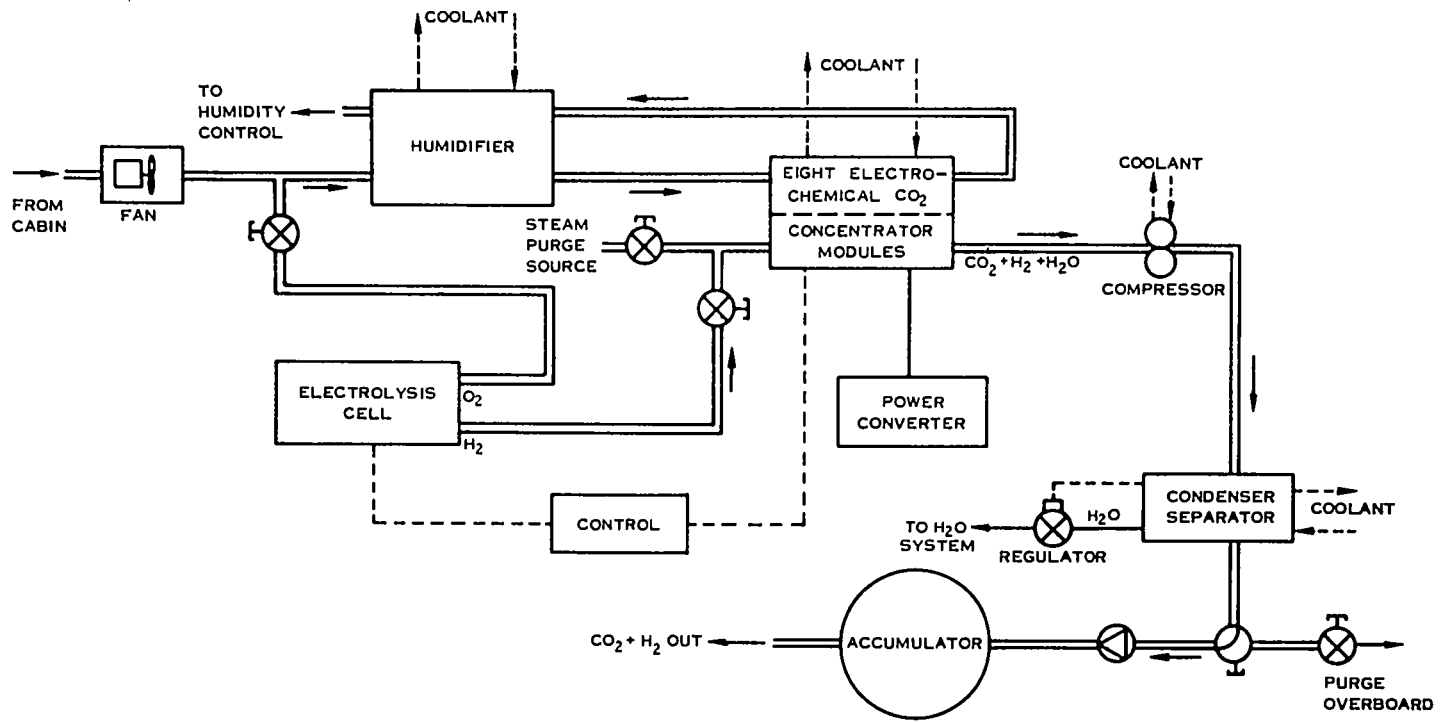 COOLANT
COOLANT
TO
HUMIDITY
CONTROL
HUMIDIFIER
FROM
CABIN
FAN
EIGHT ELECTRO-
CHEMICAL CO2
CONCENTRATOR
MODULES
STEAM
PURGE
SOURCE
COOLANT
CO2 + H2 + H2O
COMPRESSOR
ELECTROLYSIS
CELL
O2
H2
POWER
CONVERTER
CONTROL
CONDENSER
SEPARATOR
COOLANT
H2O
TO H2O
SYSTEM
REGULATOR
CO2 + H2 OUT
ACCUMULATOR
PURGE
OVERBOARD